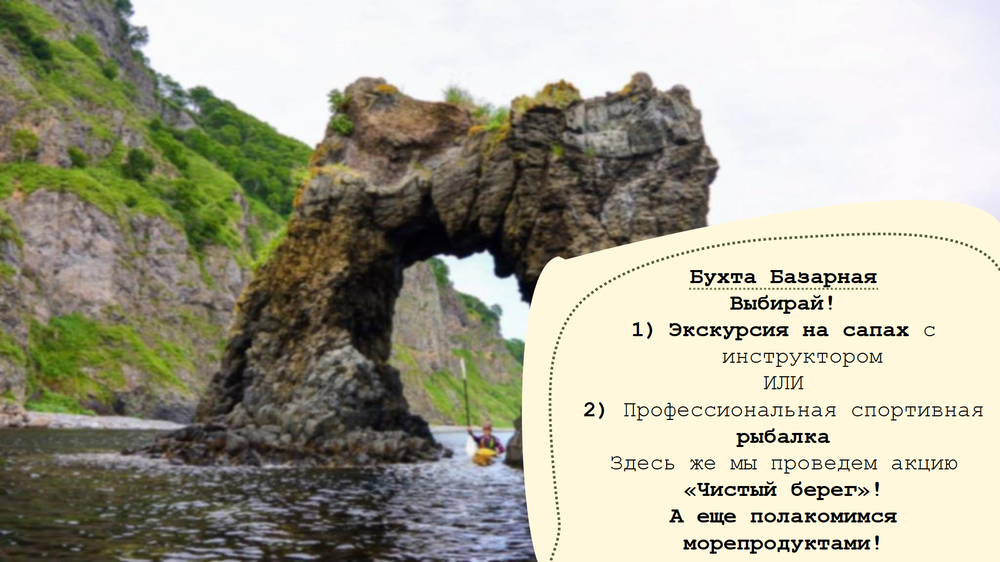 Бухта Базарная
Выбирай!
1) Экскурсия на сапах с
инструктором
ИЛИ
2) Профессиональная спортивная
рыбалка
Здесь же мы проведем акцию
«Чистый берег»!
А еще полакомимся
морепродуктами!